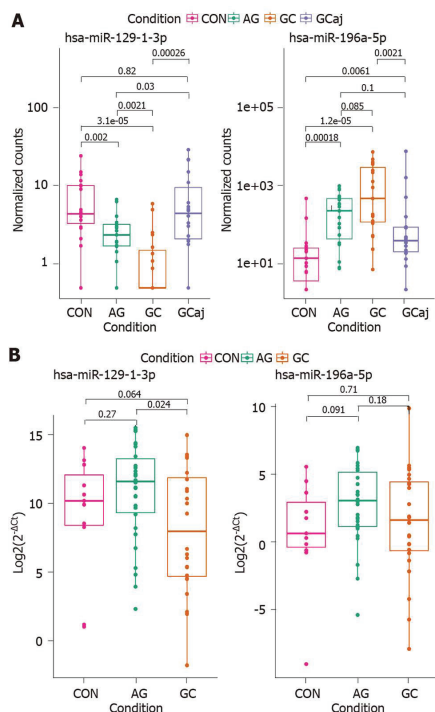 A
Condition CON AG GC GCaj
hsa-miR-129-1-3p
hsa-miR-196a-5p
0.00026
0.82
0.03
0.0021
3.1e-05
0.002
0.0021
0.0061
0.1
0.085
1.2e-05
0.00018
Normalized counts
100
10
1
CON AG GC GCaj
Condition
Normalized counts
1e+05
1e+03
1e+01
CON AG GC GCaj
Condition
B
Condition CON AG GC
hsa-miR-129-1-3p
hsa-miR-196a-5p
0.064
0.27
0.024
0.71
0.091
0.18
Log2(2^-ΔCt)
15
10
5
0
CON AG GC
Condition
Log2(2^-ΔCt)
10
5
0
-5
CON AG GC
Condition